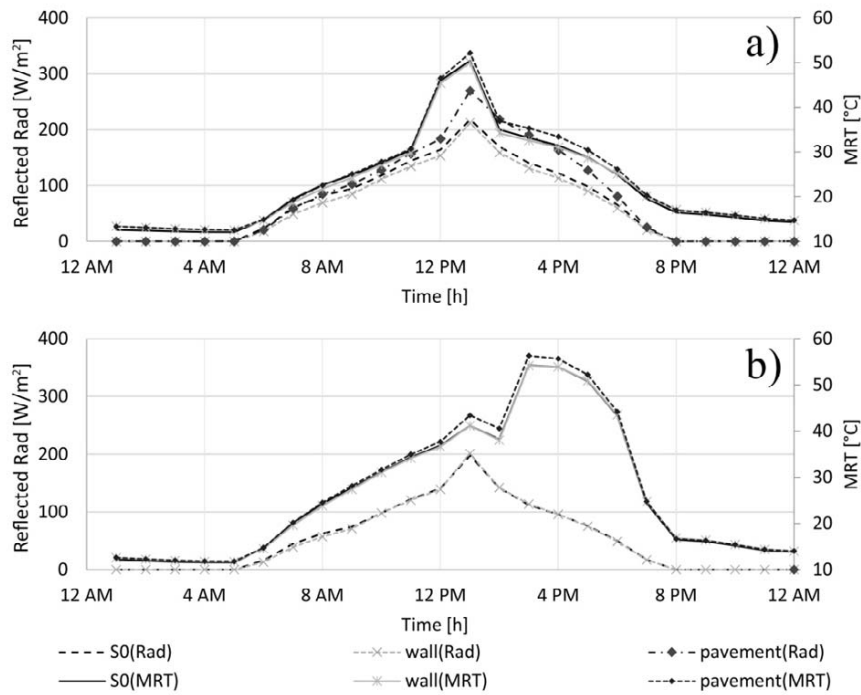 a)
Reflected Rad [W/m²]
400
300
200
100
0
MRT [°C]
60
50
40
30
20
10
12 AM 4 AM 8 AM 12 PM 4 PM 8 PM 12 AM
Time [h]
b)
Reflected Rad [W/m²]
400
300
200
100
0
MRT [°C]
60
50
40
30
20
10
12 AM 4 AM 8 AM 12 PM 4 PM 8 PM 12 AM
Time [h]
S0(Rad) wall(Rad) pavement(Rad)
S0(MRT) wall(MRT) pavement(MRT)